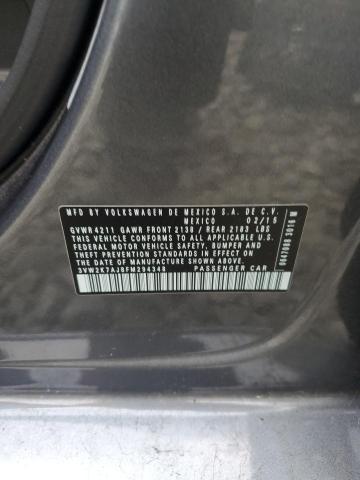 MFD BY VOLKSWAGEN DE MEXICO S.A. DE C.V.
MEXICO 02/15
GVWR 4211 GAWR FRONT 2138 / REAR 2183 LBS
THIS VEHICLE CONFORMS TO ALL APPLICABLE U.S.
FEDERAL MOTOR VEHICLE SAFETY, BUMPER AND
THEFT PREVENTION STANDARDS IN EFFECT ON THE
DATE OF MANUFACTURE SHOWN ABOVE.
3VW2K7AJ8FM294348 PASSENGER CAR